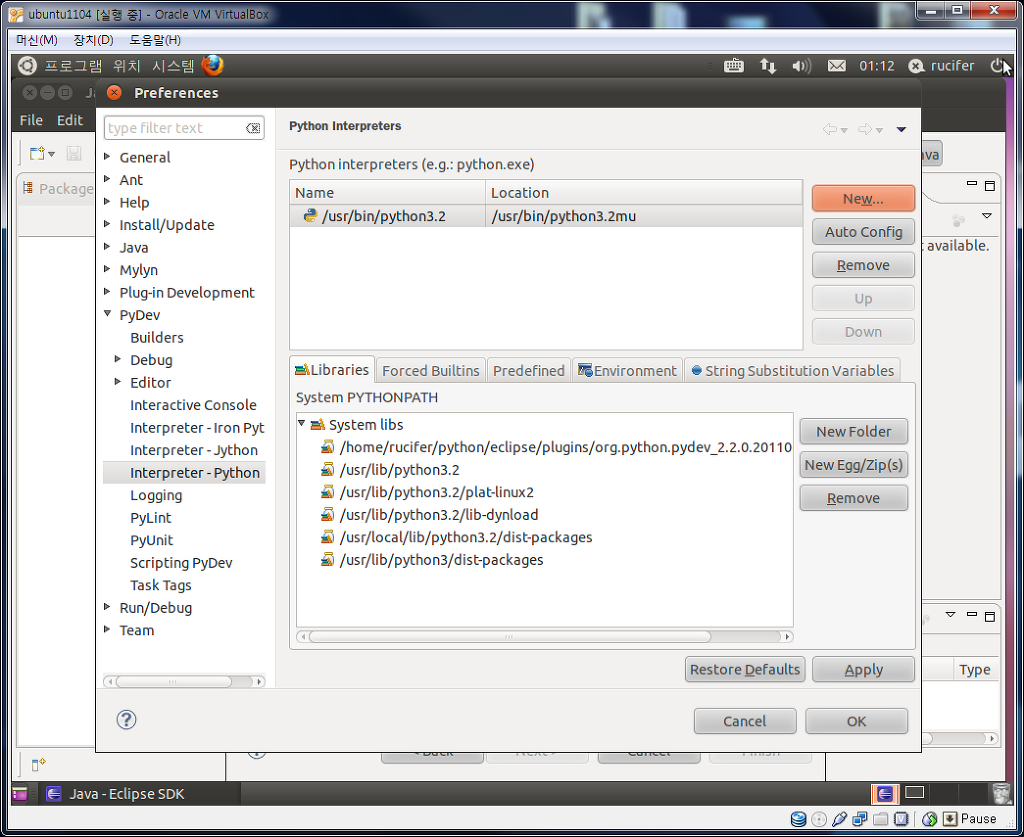 ubuntu1104 [실행 중] - Oracle VM VirtualBox
머신(M) 장치(D) 도움말(H)
프로그램 위치 시스템 01:12 rucifer
Preferences
File Edit
type filter text
Package
General
Ant
Help
Install/Update
Java
Mylyn
Plug-in Development
PyDev
Builders
Debug
Editor
Interactive Console
Interpreter - Iron Pyt
Interpreter - Jython
Interpreter - Python
Logging
PyLint
PyUnit
Scripting PyDev
Task Tags
Run/Debug
Team
Python Interpreters
Python interpreters (e.g.: python.exe)
Name Location
/usr/bin/python3.2 /usr/bin/python3.2mu
New...
Auto Config
Remove
Up
Down
Libraries Forced Builtins Predefined Environment String Substitution Variables
System PYTHONPATH
System libs
/home/rucifer/python/eclipse/plugins/org.python.pydev_2.2.0.20110
/usr/lib/python3.2
/usr/lib/python3.2/plat-linux2
/usr/lib/python3.2/lib-dynload
/usr/local/lib/python3.2/dist-packages
/usr/lib/python3/dist-packages
New Folder
New Egg/Zip(s)
Remove
Restore Defaults Apply
Cancel OK
ava
available.
Type
Java - Eclipse SDK
Pause